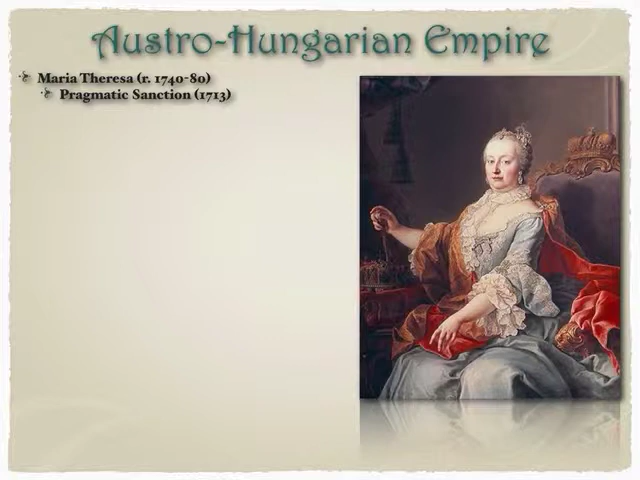 Austro-Hungarian Empire
Maria Theresa (r. 1740-80)
Pragmatic Sanction (1713)